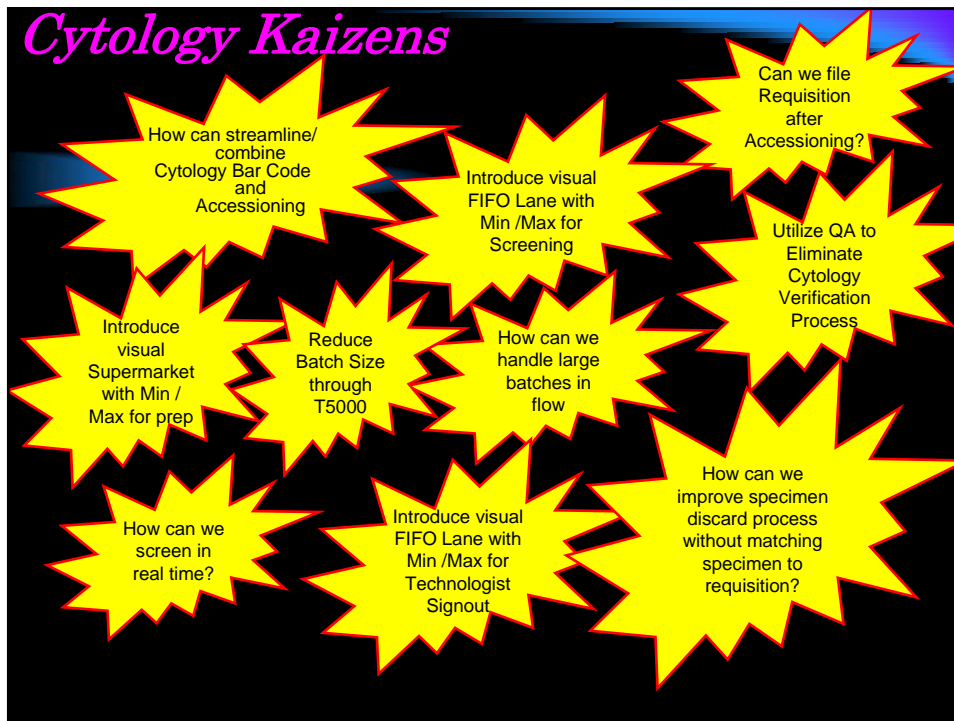 Cytology Kaizens
Can we file
Requisition
after
Accessioning?
How can streamline/
combine
Cytology Bar Code
and
Accessioning
Introduce visual
FIFO Lane with
Min /Max for
Screening
Utilize QA to
Eliminate
Cytology
Verification
Process
Introduce
visual
Supermarket
with Min /
Max for prep
Reduce
Batch Size
through
T5000
How can we
handle large
batches in
flow
How can we
screen in
real time?
Introduce visual
FIFO Lane with
Min /Max for
Technologist
Signout
How can we
improve specimen
discard process
without matching
specimen to
requisition?